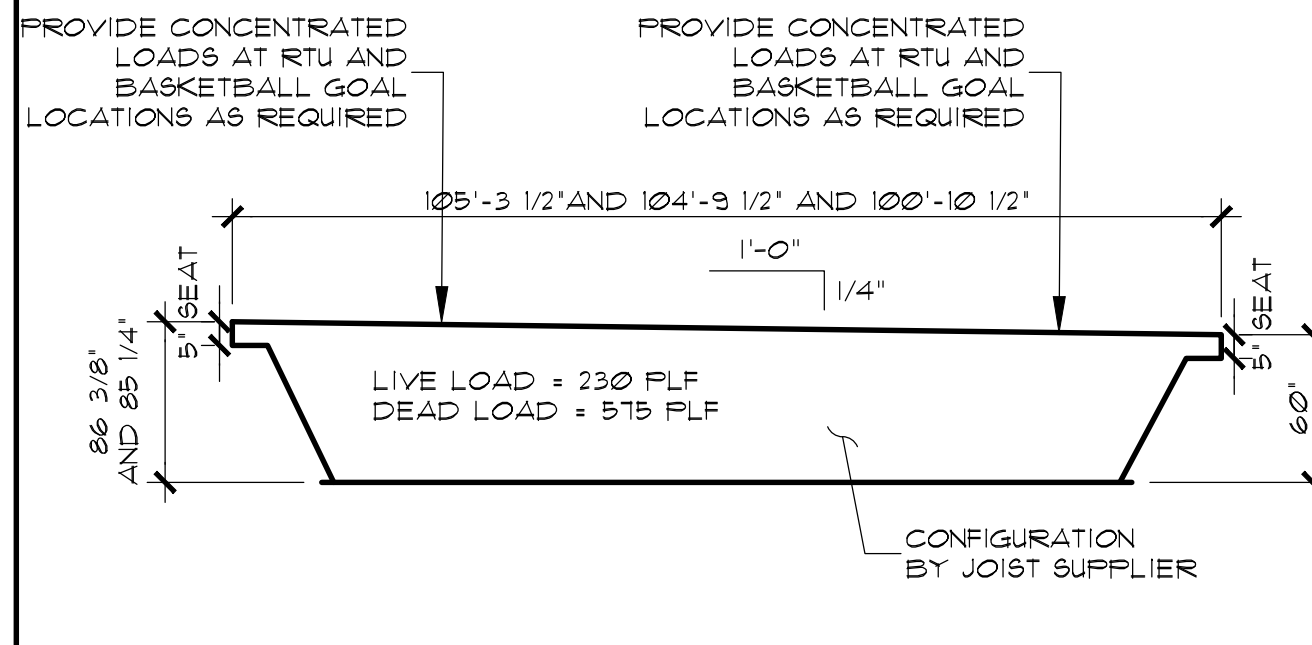 PROVIDE CONCENTRATED
LOADS AT RTU AND
BASKETBALL GOAL
LOCATIONS AS REQUIRED
PROVIDE CONCENTRATED
LOADS AT RTU AND
BASKETBALL GOAL
LOCATIONS AS REQUIRED
105'-3 1/2"AND 104'-9 1/2" AND 100'-10 1/2"
1'-0"
1/4"
5" SEAT
86 3/8"
AND 85 1/4"
LIVE LOAD = 230 PLF
DEAD LOAD = 575 PLF
5" SEAT
60"
CONFIGURATION
BY JOIST SUPPLIER